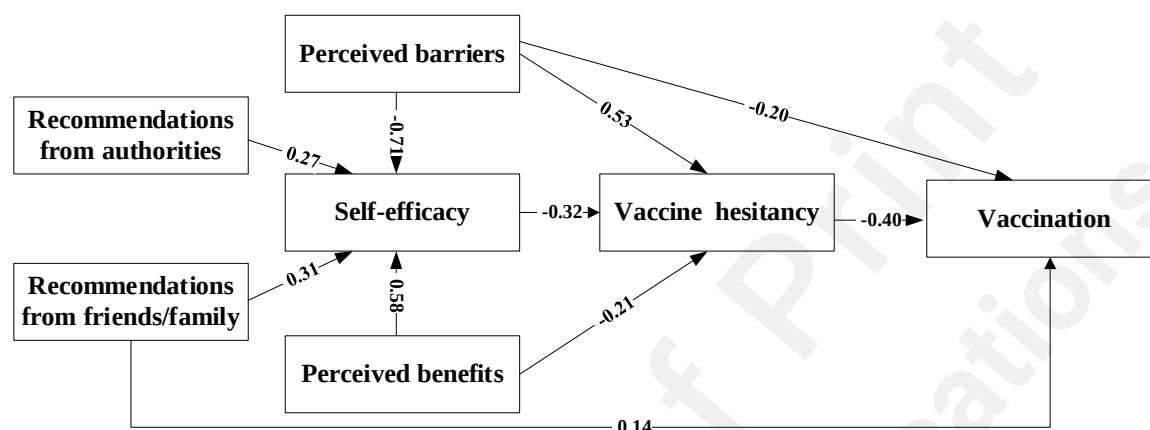 Perceived barriers
Recommendations
from authorities
-0.20
0.53
-0.71
0.27
Self-efficacy
-0.32
Vaccine hesitancy
-0.40
Vaccination
Recommendations
from friends/family
0.31
0.58
-0.21
Perceived benefits
0.14
f Print